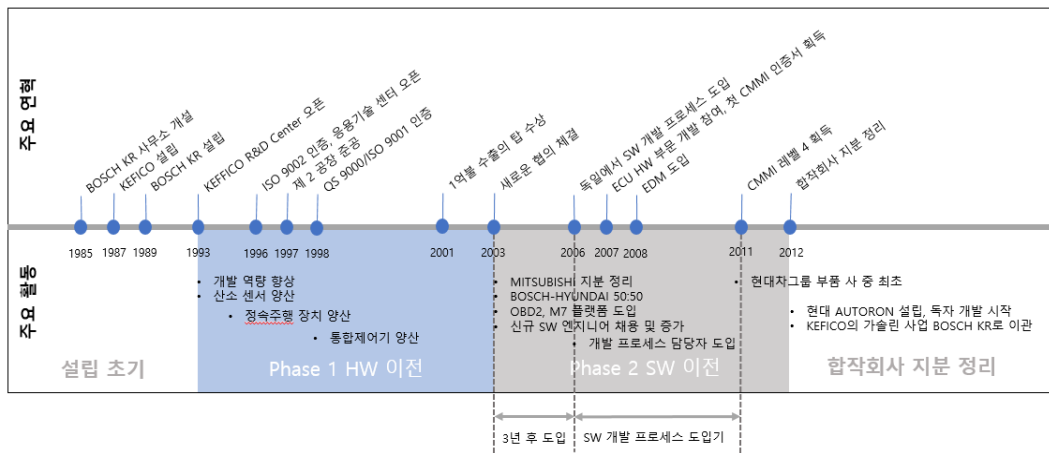 주요 연혁
BOSCH KR 사무소 개설
KEFICO 설립
BOSCH KR 설립
KEFFICO R&D Center 오픈
ISO 9002 인증, 응용기술 센터 오픈
제 2 공장 준공
QS 9000/ISO 9001 인증
1억불 수출의 탑 수상
새로운 협의 체결
독일에서 SW 개발 프로세스 도입
ECU HW 부문 개발 참여, 첫 CMMI 인증서 획득
EDM 도입
CMMI 레벨 4 획득
합작회사 지분 정리
1985
1987
1989
1993
1996
1997
1998
2001
2003
2006
2007
2008
2011
2012
주요 활동
• 개발 역량 향상
• 산소 센서 양산
• 정속주행 장치 양산
• 통합제어기 양산
• MITSUBISHI 지분 정리
• BOSCH-HYUNDAI 50:50
• OBD2, M7 플랫폼 도입
• 신규 SW 엔지니어 채용 및 증가
• 개발 프로세스 담당자 도입
• 현대차그룹 부품 사 중 최초
• 현대 AUTORON 설립, 독자 개발 시작
• KEFICO의 가솔린 사업 BOSCH KR로 이관
설립 초기
Phase 1 HW 이전
Phase 2 SW 이전
합작회사 지분 정리
3년 후 도입
SW 개발 프로세스 도입기